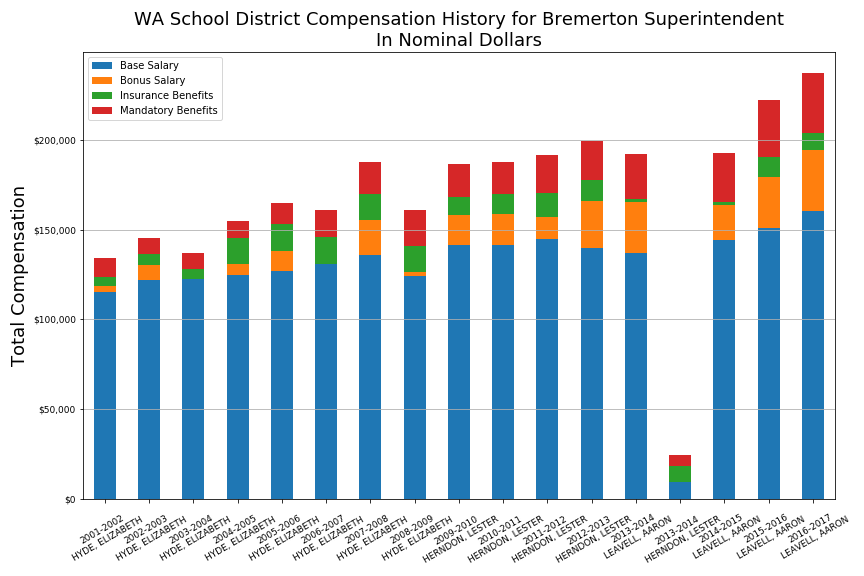 WA School District Compensation History for Bremerton Superintendent
In Nominal Dollars
Base Salary
Bonus Salary
Insurance Benefits
Mandatory Benefits
Total Compensation
$200,000
$150,000
$100,000
$50,000
$0
2001-2002
HYDE, ELIZABETH
2002-2003
HYDE, ELIZABETH
2003-2004
HYDE, ELIZABETH
2004-2005
HYDE, ELIZABETH
2005-2006
HYDE, ELIZABETH
2006-2007
HYDE, ELIZABETH
2007-2008
HYDE, ELIZABETH
2008-2009
HYDE, ELIZABETH
2009-2010
HERNDON, LESTER
2010-2011
HERNDON, LESTER
2011-2012
HERNDON, LESTER
2012-2013
HERNDON, LESTER
2013-2014
LEAVELL, AARON
2013-2014
HERNDON, LESTER
2014-2015
LEAVELL, AARON
2015-2016
LEAVELL, AARON
2016-2017
LEAVELL, AARON